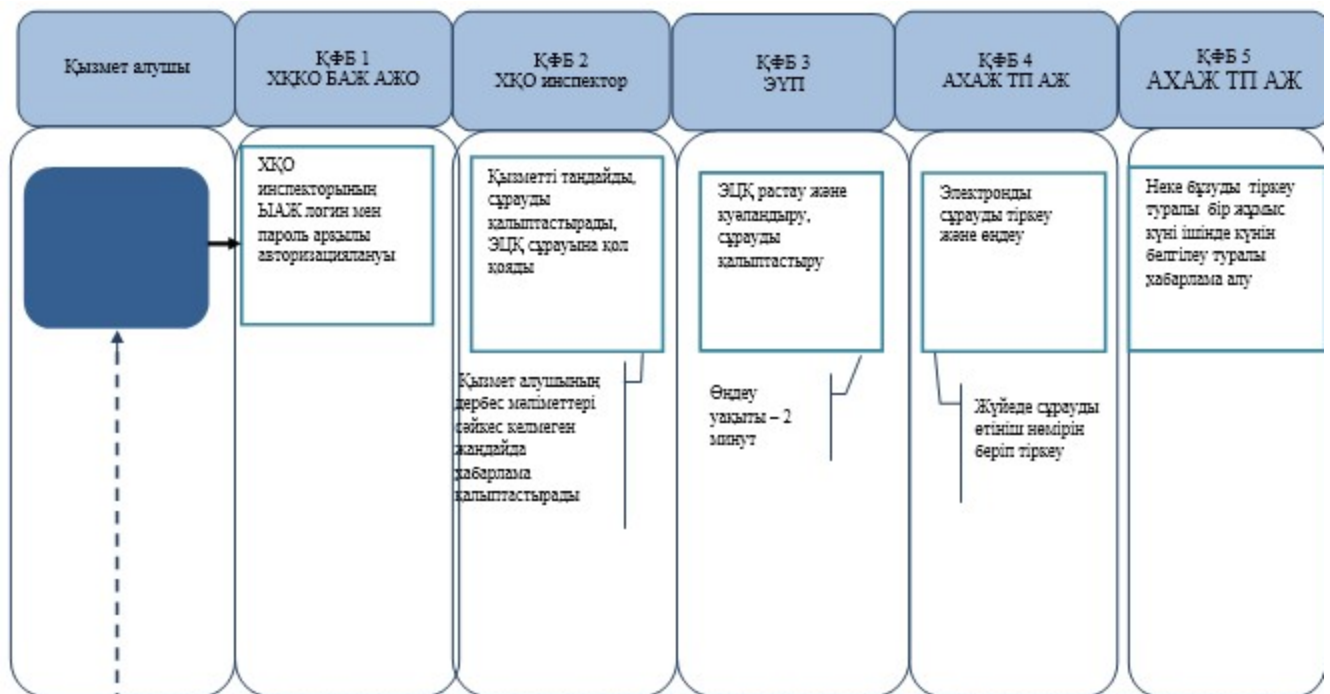 Қызмет алушы
ҚФБ 1
ХҚКО БАЖ АЖО
ҚФБ 2
ХҚО инспектор
ҚФБ 3
ЭҮП
ҚФБ 4
АХАЖ ТП АЖ
ҚФБ 5
АХАЖ ТП АЖ
ХҚО
инспекторының
ЫАЖ логин мен
пароль арқылы
авторизациялануы
Қызметті таңдайды,
сұрауды
қалыптастырады,
ЭЦҚ сұрауына қол
қояды
ЭЦҚ растау және
куәландыру,
сұрауды
қалыптастыру
Электронды
сұрауды тіркеу
және өңдеу
Неке бұзуды тіркеу
туралы бір жұмыс
күні ішінде күнін
белгілеу туралы
хабарлама алу
Қызмет алушының
дербес мәліметтері
сәйкес келмеген
жағдайда
хабарлама
қалыптастырады
Өңдеу
уақыты – 2
минут
Жүйеде сұрауды
өтініш нөмірін
беріп тіркеу